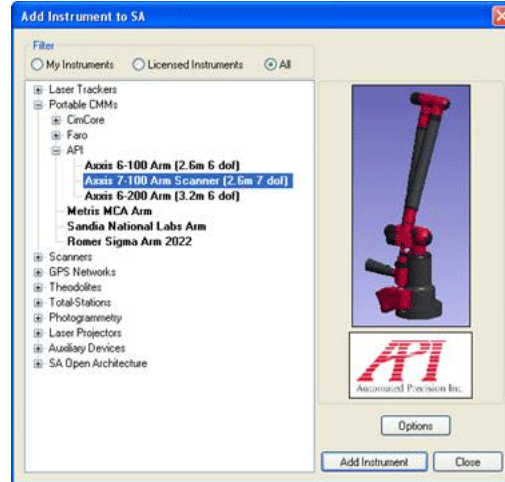 Add Instrument to SA
Filter
My Instruments Licensed Instruments All
Laser Trackers
Portable CMMs
CimCore
Faro
API
Axxis 6-100 Arm (2.6m 6 dof)
Axxis 7-100 Arm Scanner (2.6m 7 dof)
Axxis 6-200 Arm (3.2m 6 dof)
Metris MCA Arm
Sandia National Labs Arm
Romer Sigma Arm 2022
Scanners
GPS Networks
Theodolites
Total-Stations
Photogrammetry
Laser Projectors
Auxiliary Devices
SA Open Architecture
API
Automated Precision Inc.
Options
Add Instrument Close